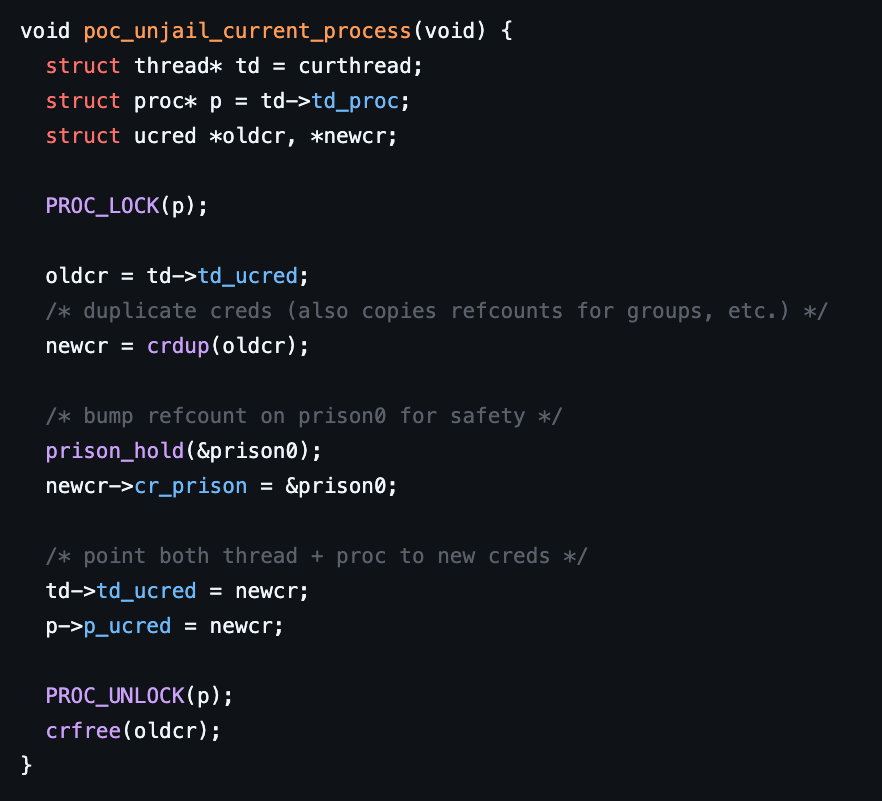 void poc_unjail_current_process(void) {
  struct thread* td = curthread;
  struct proc* p = td->td_proc;
  struct ucred *oldcr, *newcr;

  PROC_LOCK(p);

  oldcr = td->td_ucred;
  /* duplicate creds (also copies refcounts for groups, etc.) */
  newcr = crdup(oldcr);

  /* bump refcount on prison0 for safety */
  prison_hold(&prison0);
  newcr->cr_prison = &prison0;

  /* point both thread + proc to new creds */
  td->td_ucred = newcr;
  p->p_ucred = newcr;

  PROC_UNLOCK(p);
  crfree(oldcr);
}